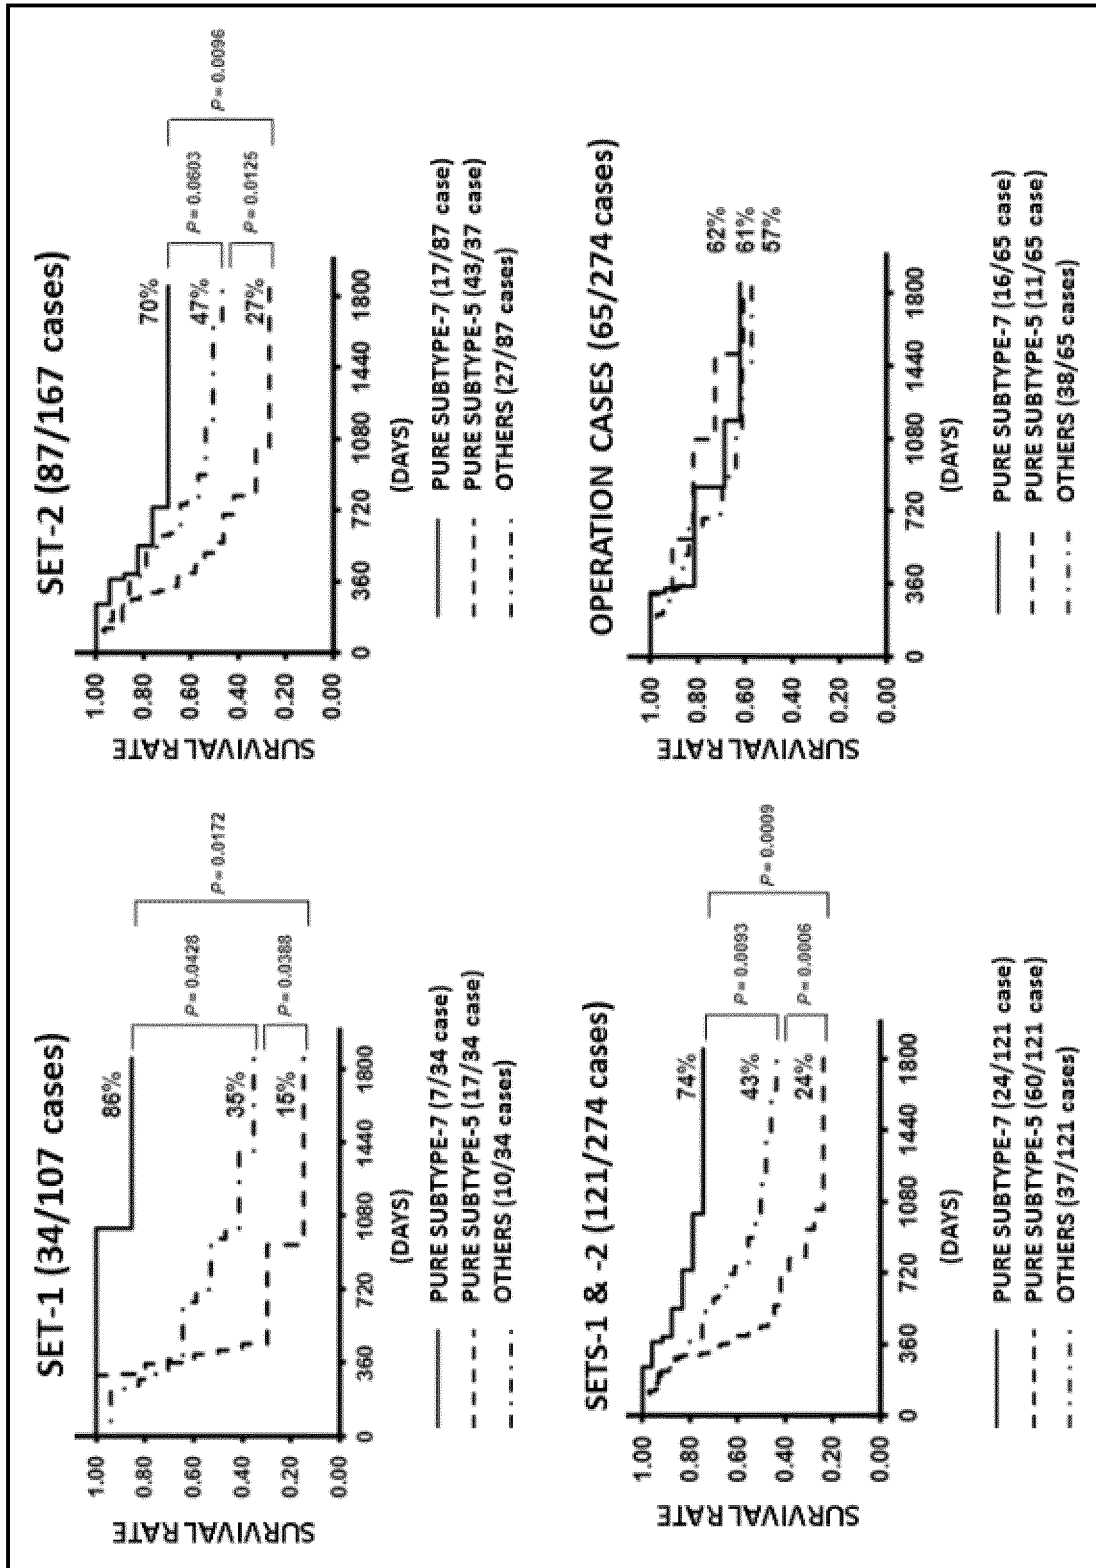 SET-1 (34/107 cases)
SURVIVAL RATE
1.00
0.80
0.60
0.40
0.20
0.00
0 360 720 1080 1440 1800
(DAYS)
86%
35%
15%
P = 0.0428
P = 0.0388
P = 0.0172
PURE SUBTYPE-7 (7/34 case)
PURE SUBTYPE-5 (17/34 case)
OTHERS (10/34 cases)
SET-2 (87/167 cases)
SURVIVAL RATE
1.00
0.80
0.60
0.40
0.20
0.00
0 360 720 1080 1440 1800
(DAYS)
70%
47%
27%
P = 0.0603
P = 0.0125
P = 0.0096
PURE SUBTYPE-7 (17/87 case)
PURE SUBTYPE-5 (43/37 case)
OTHERS (27/87 cases)
SETS-1 & -2 (121/274 cases)
SURVIVAL RATE
1.00
0.80
0.60
0.40
0.20
0.00
0 360 720 1080 1440 1800
(DAYS)
74%
43%
24%
P = 0.0093
P = 0.0006
P = 0.0009
PURE SUBTYPE-7 (24/121 case)
PURE SUBTYPE-5 (60/121 case)
OTHERS (37/121 cases)
OPERATION CASES (65/274 cases)
SURVIVAL RATE
1.00
0.80
0.60
0.40
0.20
0.00
0 360 720 1080 1440 1800
(DAYS)
62%
61%
57%
PURE SUBTYPE-7 (16/65 case)
PURE SUBTYPE-5 (11/65 case)
OTHERS (38/65 cases)